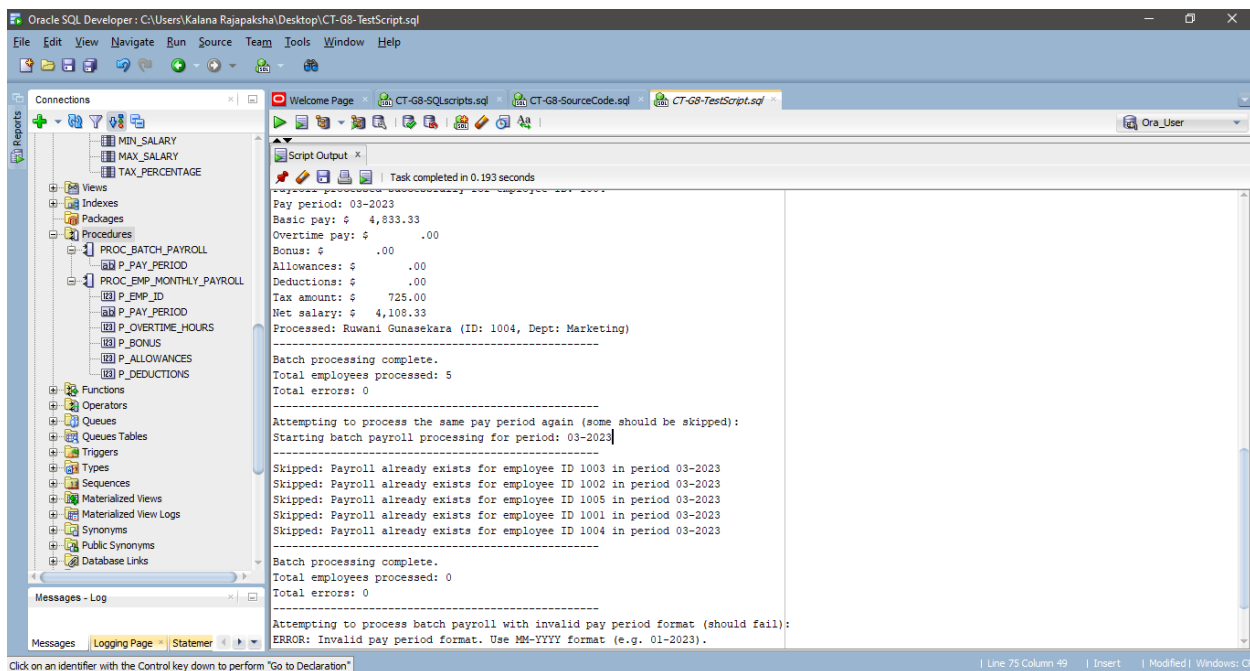 Oracle SQL Developer : C:\Users\Kalana Rajapaksha\Desktop\CT-G8-TestScript.sql
File Edit View Navigate Run Source Team Tools Window Help
Connections
Reports
MIN_SALARY
MAX_SALARY
TAX_PERCENTAGE
Views
Indexes
Packages
Procedures
PROC_BATCH_PAYROLL
P_PAY_PERIOD
PROC_EMP_MONTHLY_PAYROLL
P_EMP_ID
P_PAY_PERIOD
P_OVERTIME_HOURS
P_BONUS
P_ALLOWANCES
P_DEDUCTIONS
Functions
Operators
Queues
Queues Tables
Triggers
Types
Sequences
Materialized Views
Materialized View Logs
Synonyms
Public Synonyms
Database Links
Messages - Log
Messages Logging Page Statemer
Welcome Page CT-G8-SQLscripts.sql CT-G8-SourceCode.sql CT-G8-TestScript.sql
Ora_User
Script Output
Task completed in 0.193 seconds
Payroll processed successfully for employee ID: 1004
Pay period: 03-2023
Basic pay: $ 4,833.33
Overtime pay: $ .00
Bonus: $ .00
Allowances: $ .00
Deductions: $ .00
Tax amount: $ 725.00
Net salary: $ 4,108.33
Processed: Ruwani Gunasekara (ID: 1004, Dept: Marketing)
----------------------------------------------------
Batch processing complete.
Total employees processed: 5
Total errors: 0
----------------------------------------------------
Attempting to process the same pay period again (some should be skipped):
Starting batch payroll processing for period: 03-2023
----------------------------------------------------
Skipped: Payroll already exists for employee ID 1003 in period 03-2023
Skipped: Payroll already exists for employee ID 1002 in period 03-2023
Skipped: Payroll already exists for employee ID 1005 in period 03-2023
Skipped: Payroll already exists for employee ID 1001 in period 03-2023
Skipped: Payroll already exists for employee ID 1004 in period 03-2023
----------------------------------------------------
Batch processing complete.
Total employees processed: 0
Total errors: 0
----------------------------------------------------
Attempting to process batch payroll with invalid pay period format (should fail):
ERROR: Invalid pay period format. Use MM-YYYY format (e.g. 01-2023).
Click on an identifier with the Control key down to perform "Go to Declaration"
| Line 75 Column 49 | Insert | Modified | Windows: C